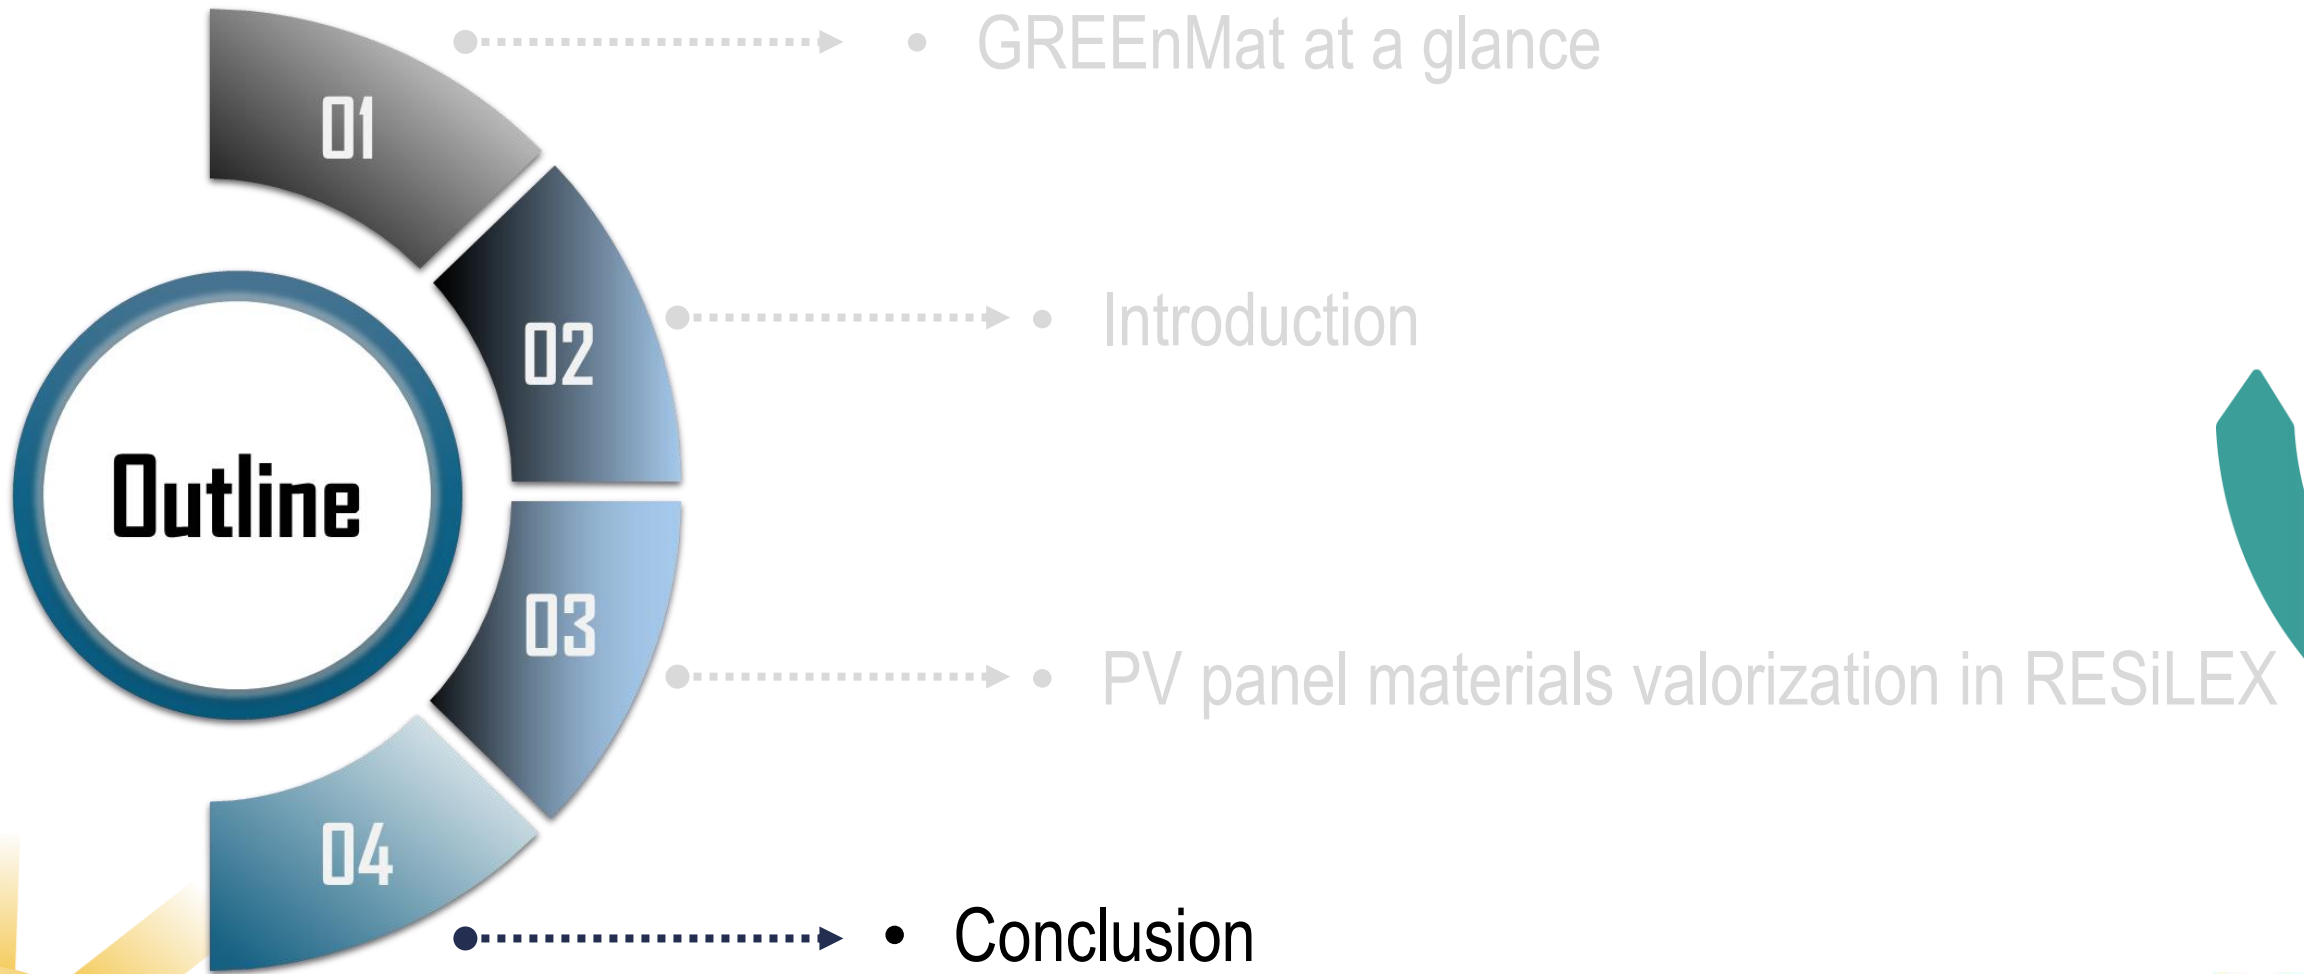 01
• GREEnMat at a glance
02
• Introduction
Outline
03
• PV panel materials valorization in RESiLEX
04
• Conclusion